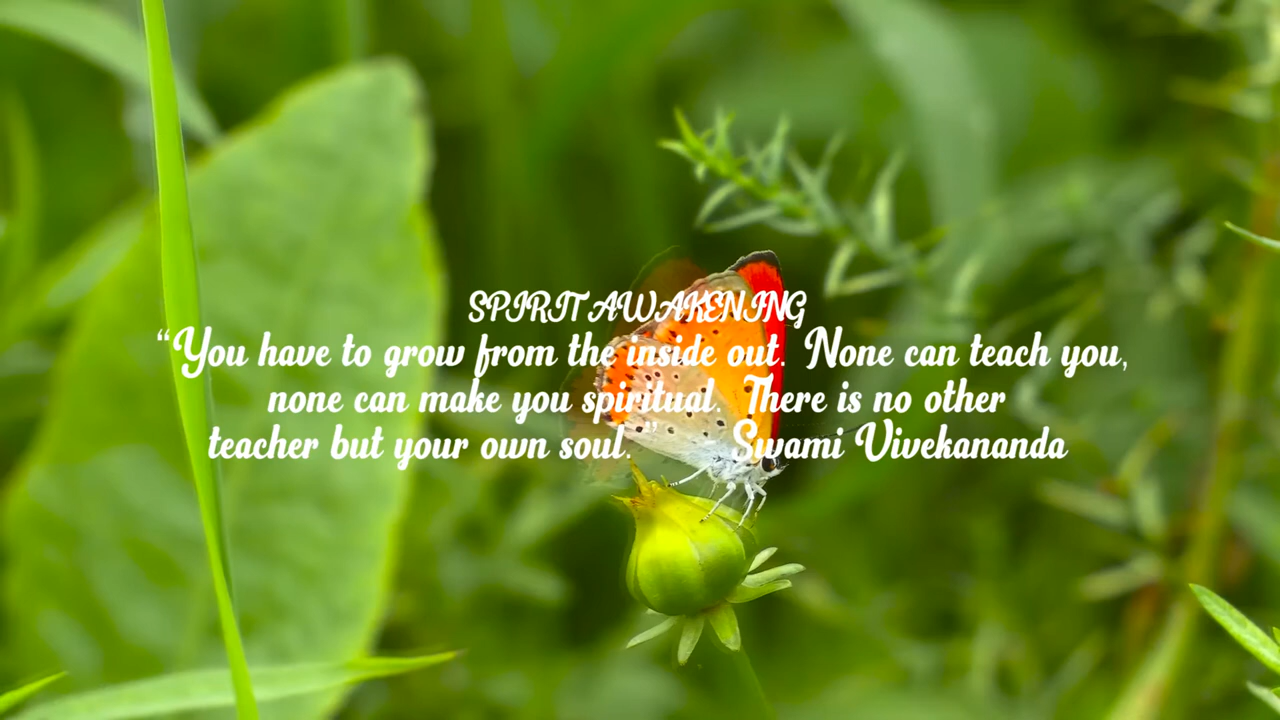 SPIRIT AWAKENING
“You have to grow from the inside out. None can teach you,
none can make you spiritual. There is no other
teacher but your own soul.” Swami Vivekananda